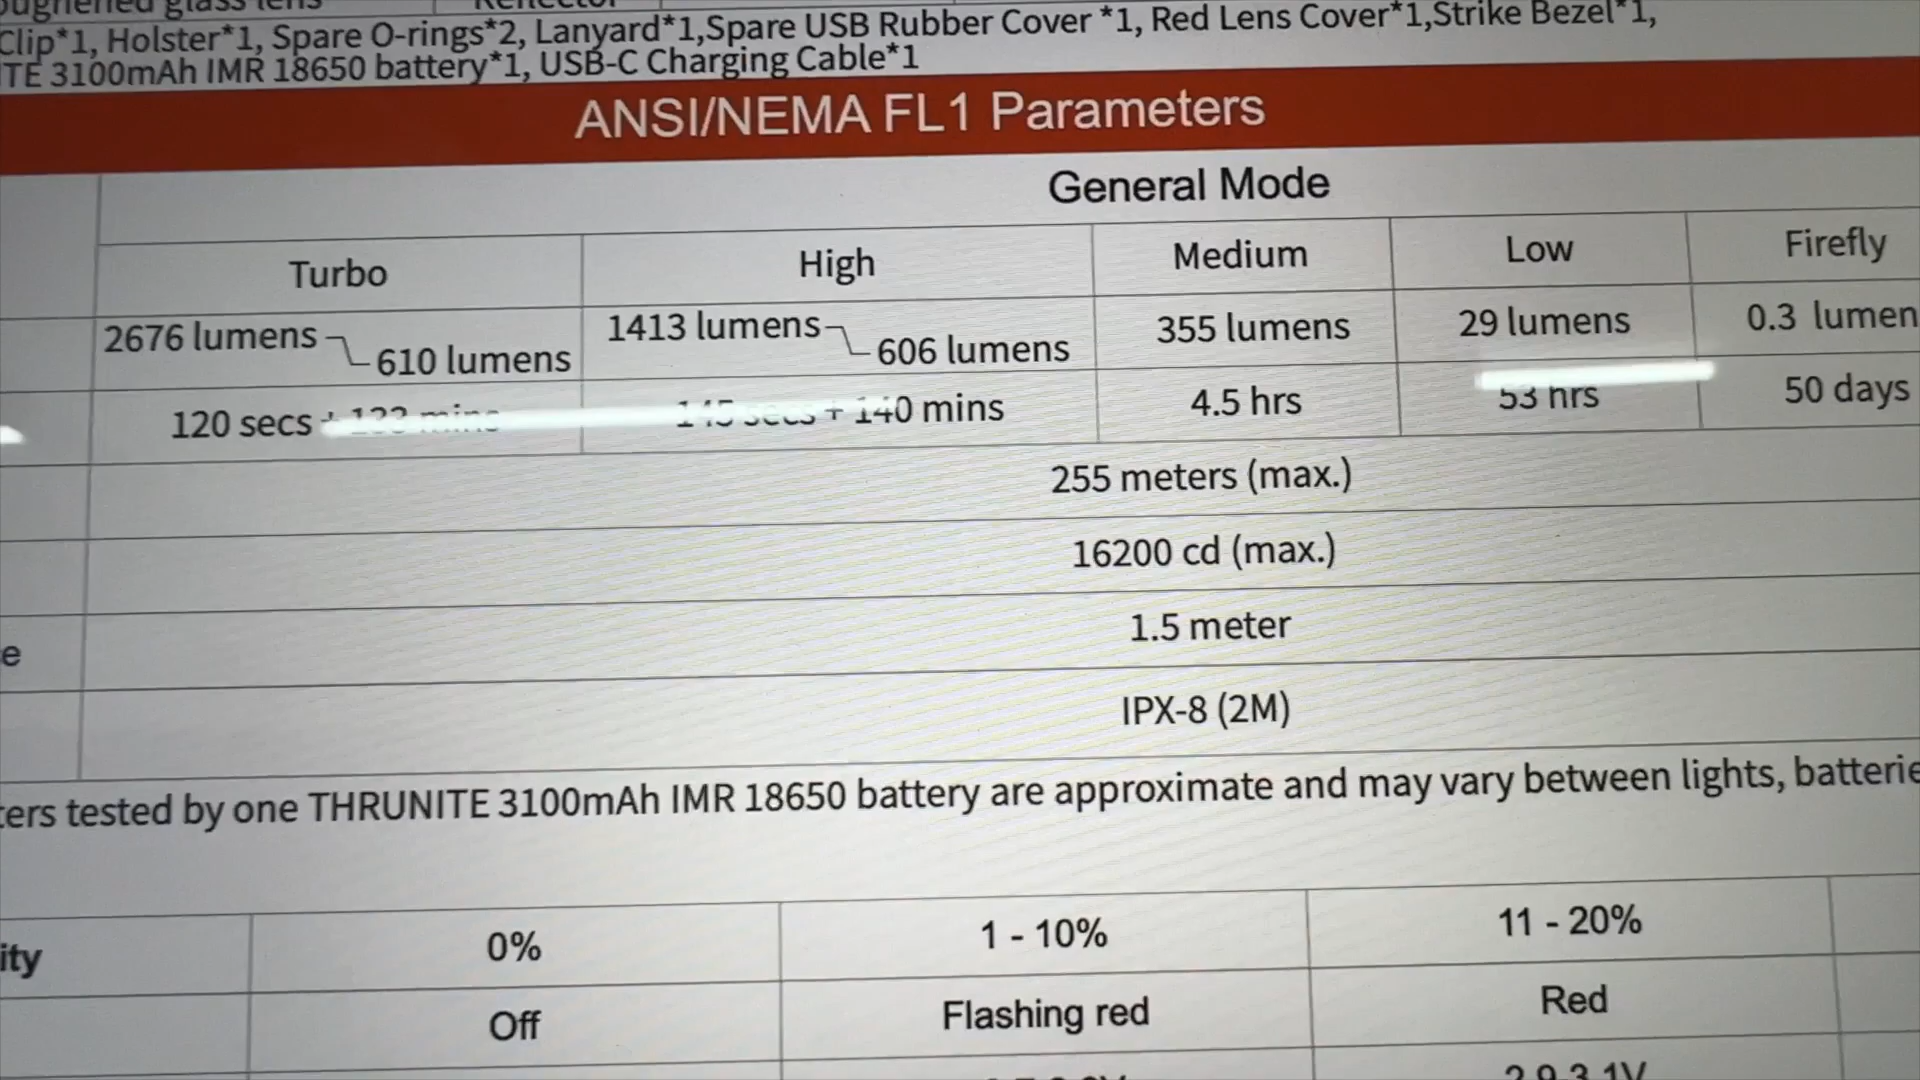 Clip*1, Holster*1, Spare O-rings*2, Lanyard*1,Spare USB Rubber Cover *1, Red Lens Cover*1,Strike Bezel*1,
TE 3100mAh IMR 18650 battery*1, USB-C Charging Cable*1
ANSI/NEMA FL1 Parameters
General Mode
Turbo High Medium Low Firefly
2676 lumens 610 lumens 1413 lumens 606 lumens 355 lumens 29 lumens 0.3 lumen
120 secs + 140 mins 4.5 hrs 53 hrs 50 days
255 meters (max.)
16200 cd (max.)
e 1.5 meter
IPX-8 (2M)
ters tested by one THRUNITE 3100mAh IMR 18650 battery are approximate and may vary between lights, batterie
ity 0% 1 - 10% 11 - 20%
Off Flashing red Red